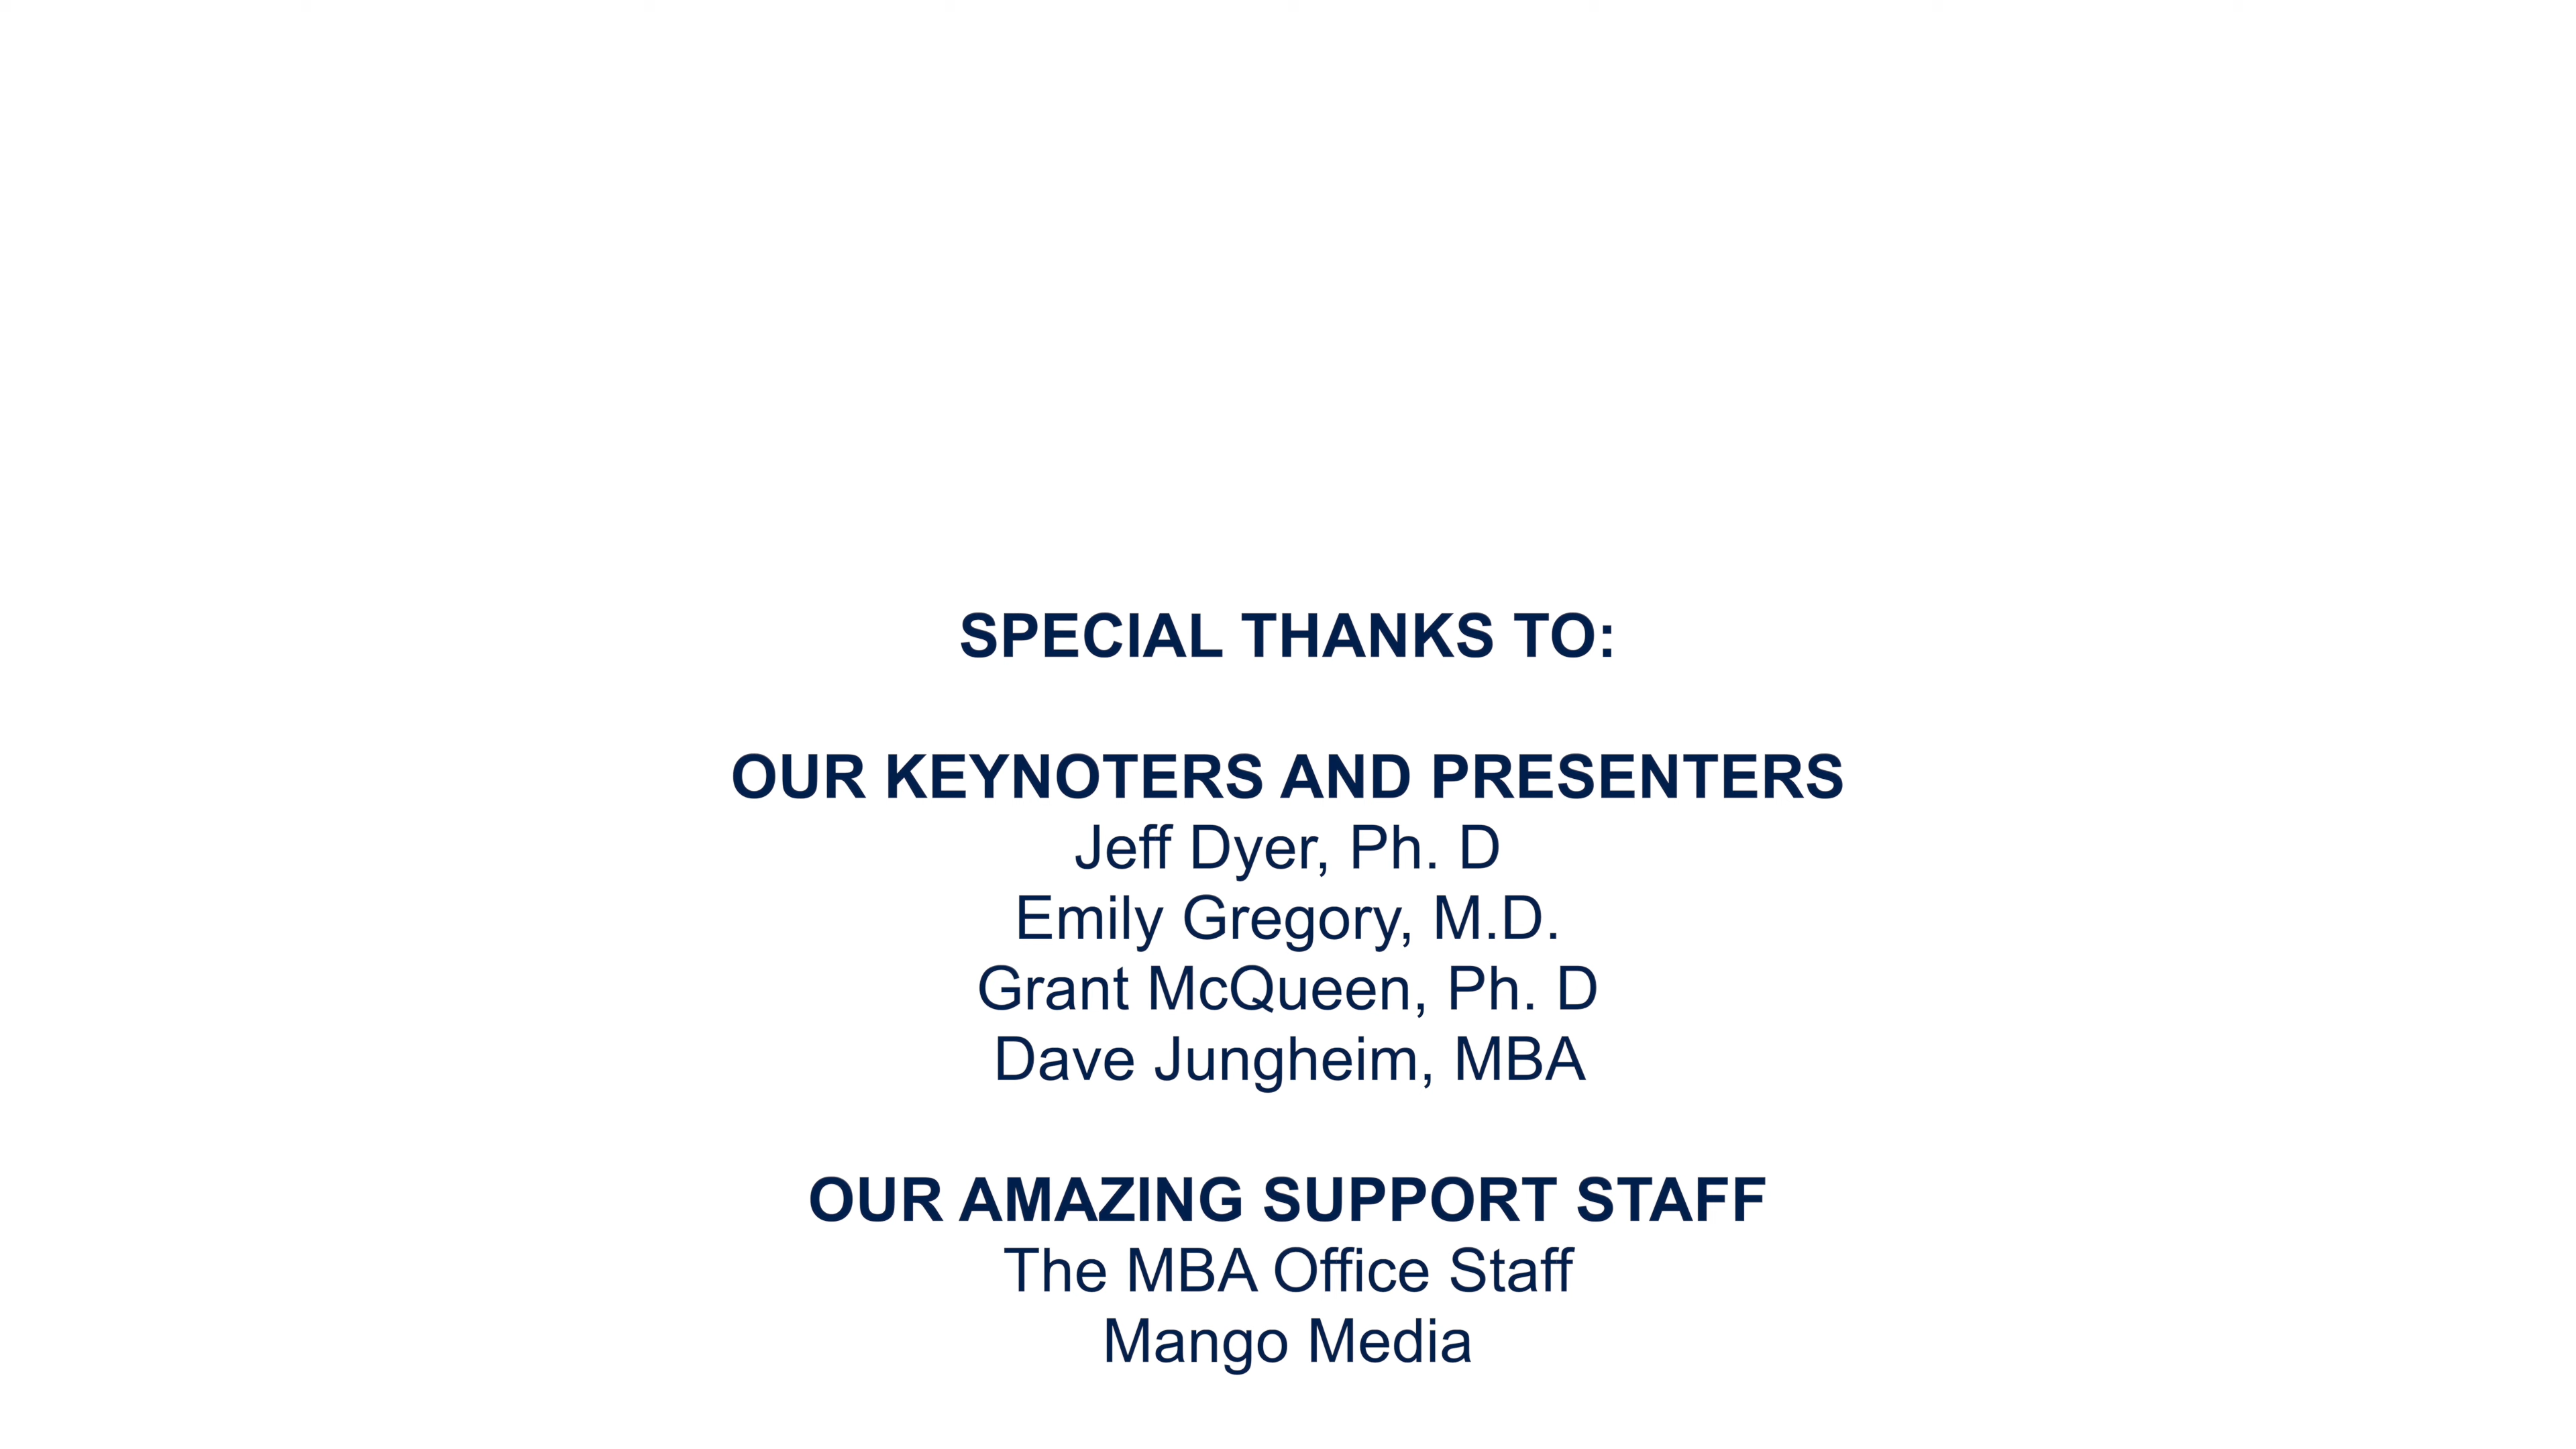 SPECIAL THANKS TO:
OUR KEYNOTERS AND PRESENTERS
Jeff Dyer, Ph. D
Emily Gregory, M.D.
Grant McQueen, Ph. D
Dave Jungheim, MBA
OUR AMAZING SUPPORT STAFF
The MBA Office Staff
Mango Media